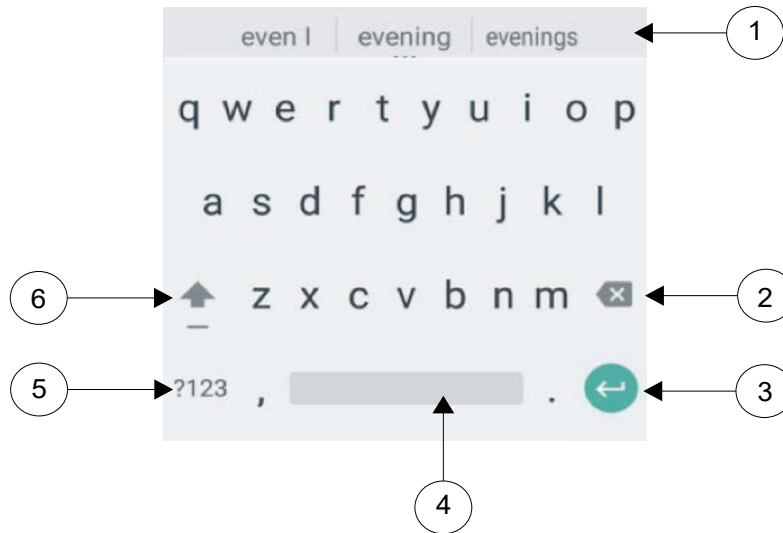 even I evening evenings 1
...
q w e r t y u i o p
a s d f g h j k l
6 z x c v b n m 2
5 ?123 , . 3
4